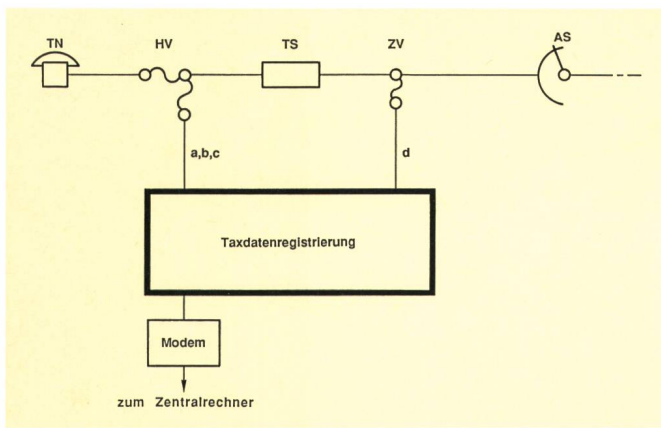 TN HV TS ZV AS
a,b,c d
Taxdatenregistrierung
Modem
zum Zentralrechner